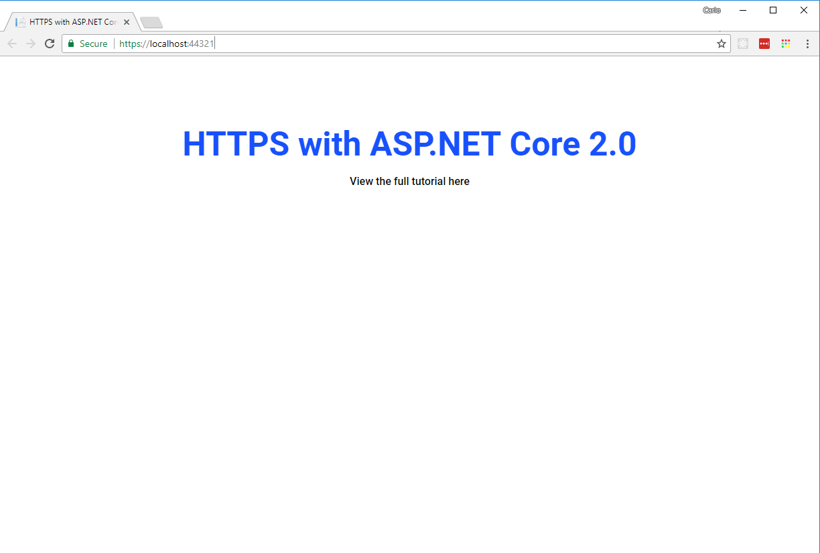 Carlo
HTTPS with ASP.NET Cor
Secure https://localhost:44321
HTTPS with ASP.NET Core 2.0
View the full tutorial here